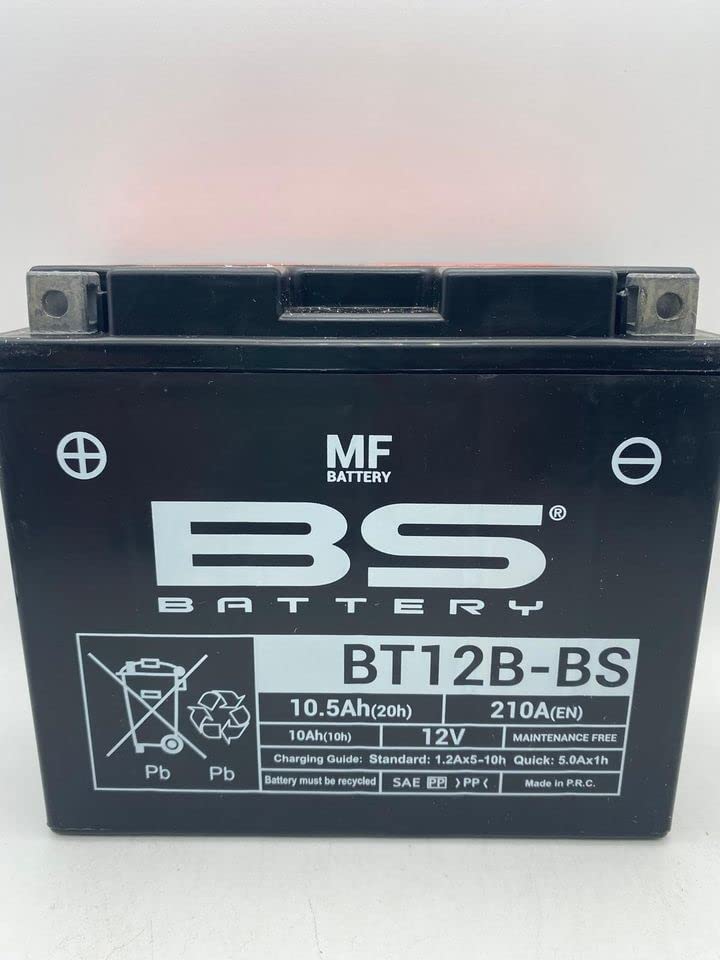 MF
BATTERY
BS®
BATTERY
BT12B-BS
10.5Ah(20h) 210A(EN)
10Ah(10h) 12V MAINTENANCE FREE
Charging Guide: Standard: 1.2Ax5-10h Quick: 5.0Ax1h
Battery must be recycled SAE PP >PP< Made in P.R.C.
Pb Pb